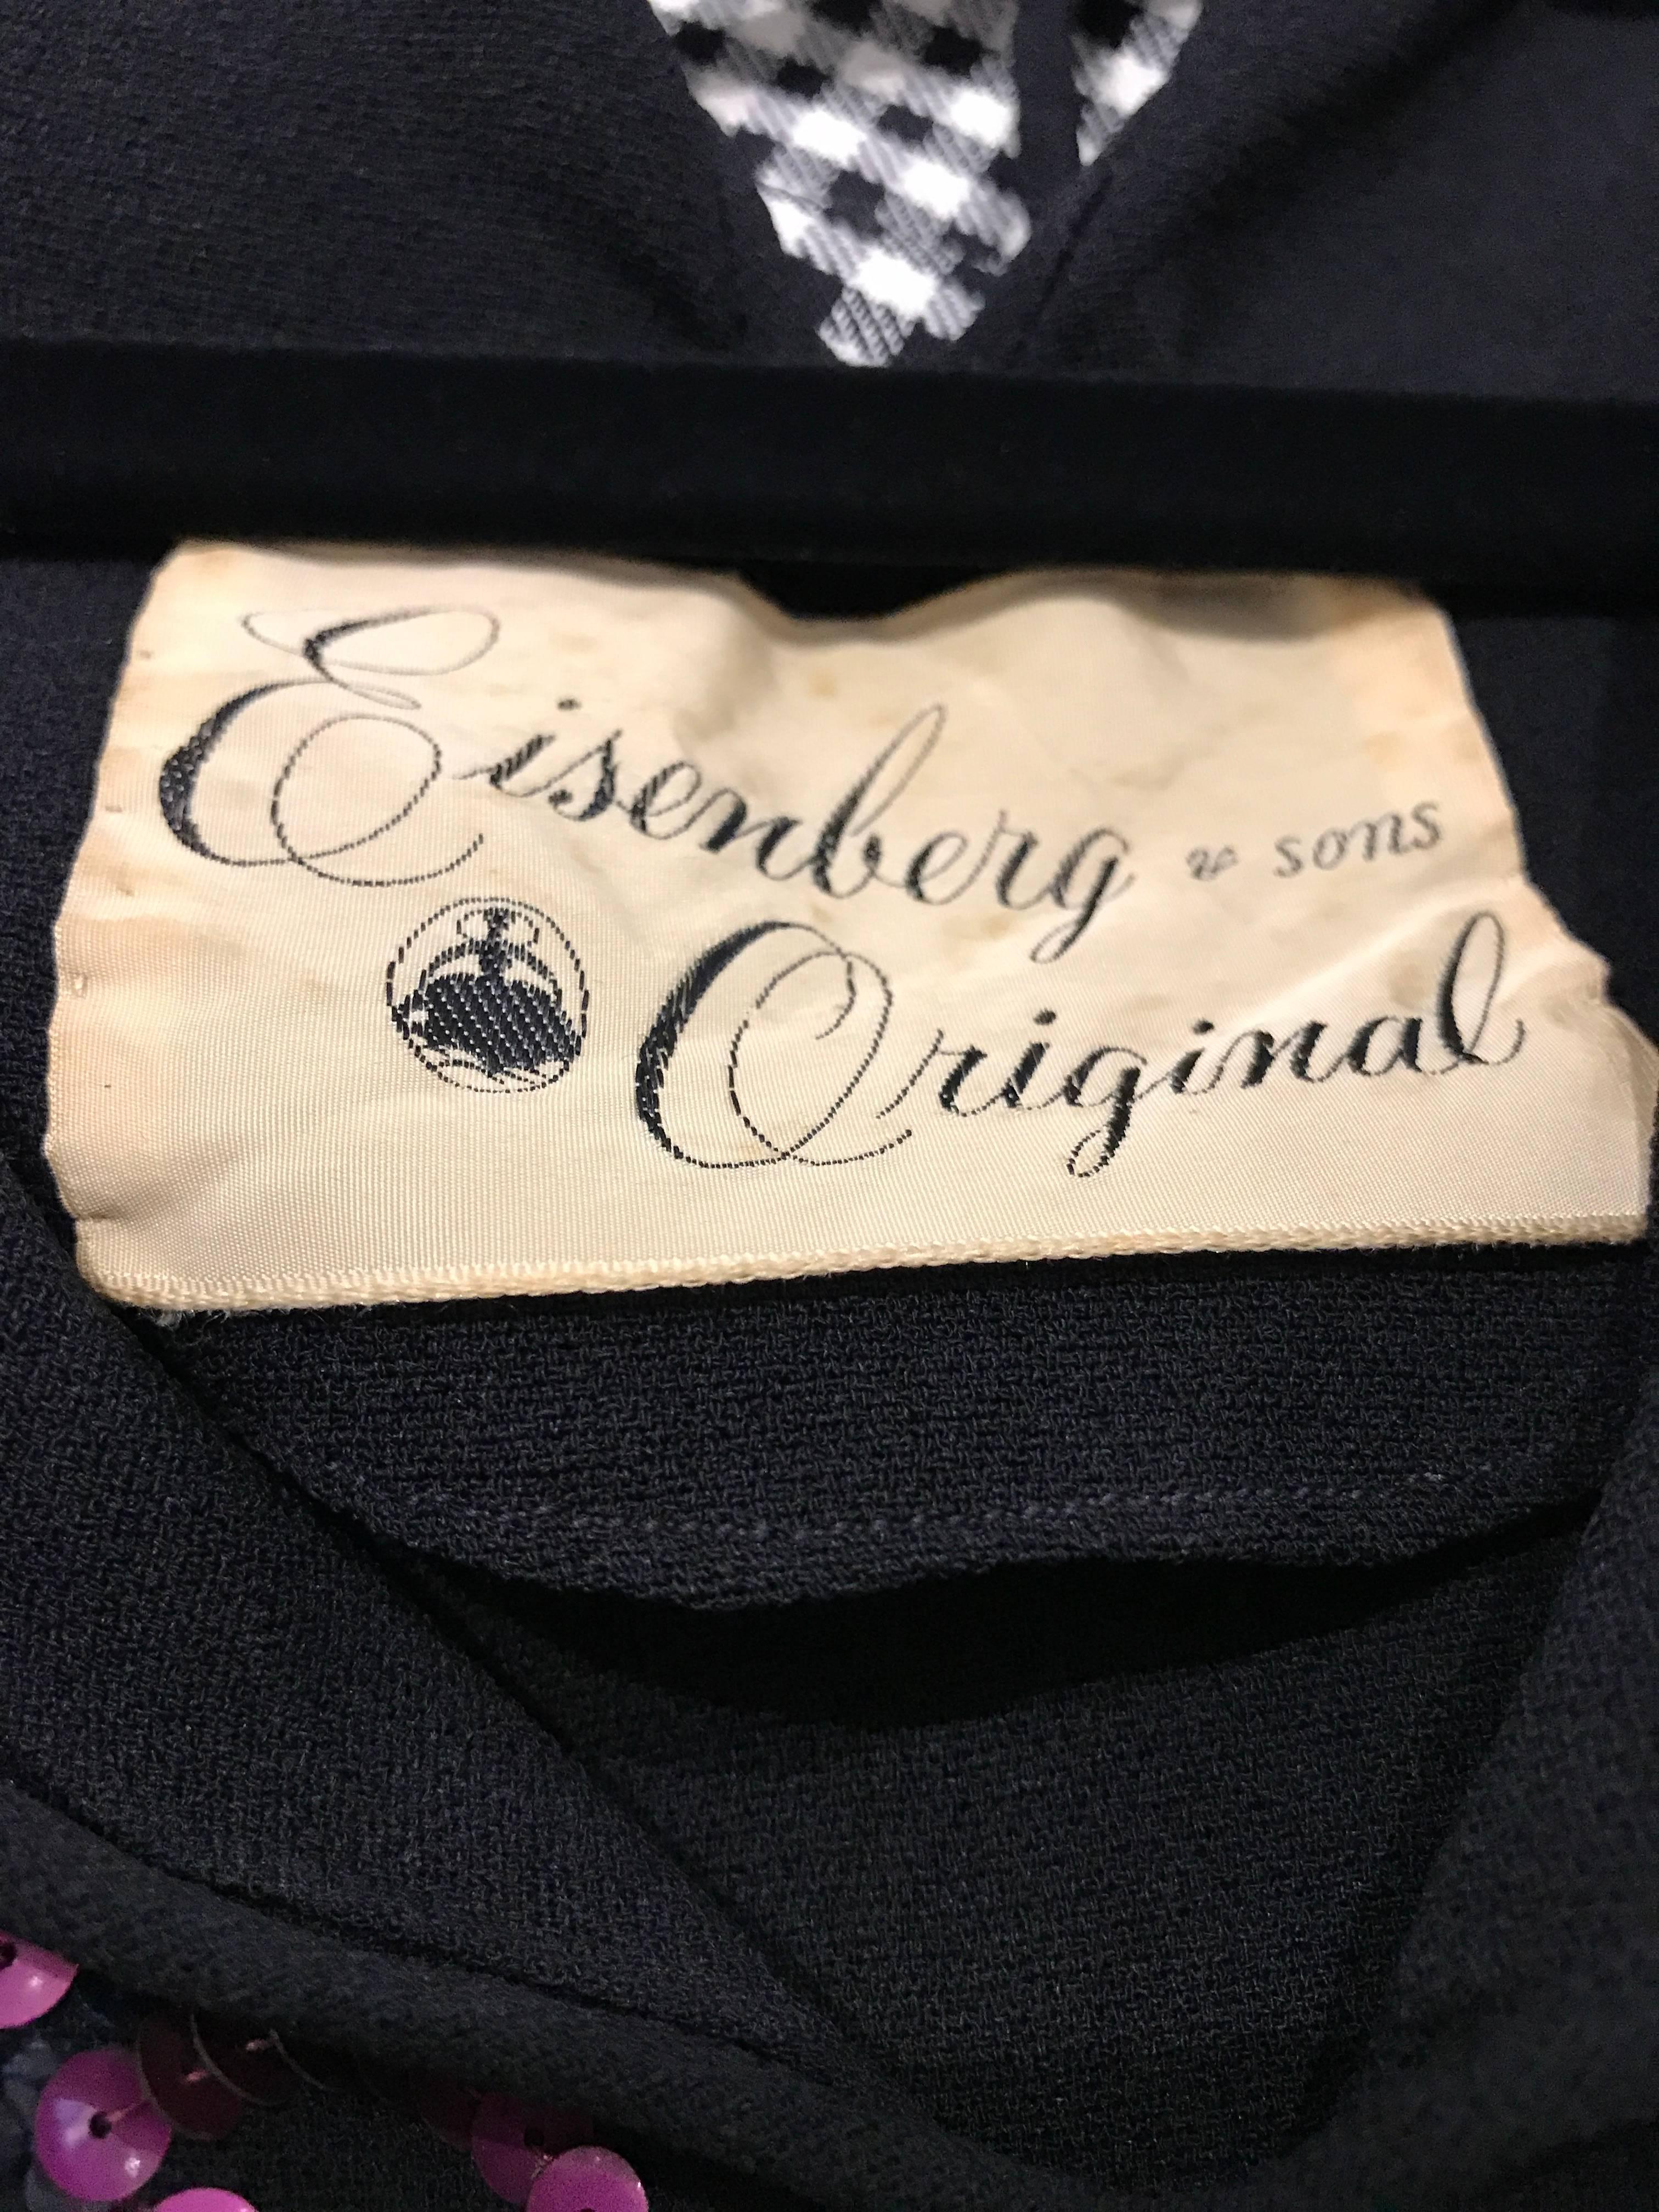 Eisenberg & sons
Original